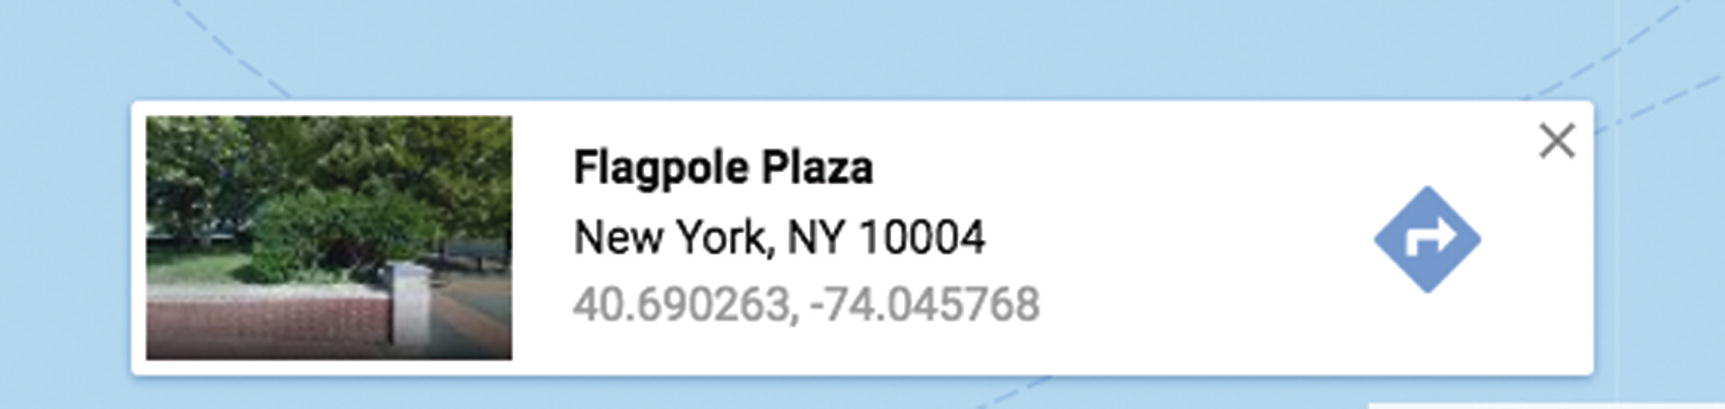 Flagpole Plaza
New York, NY 10004
40.690263, -74.045768